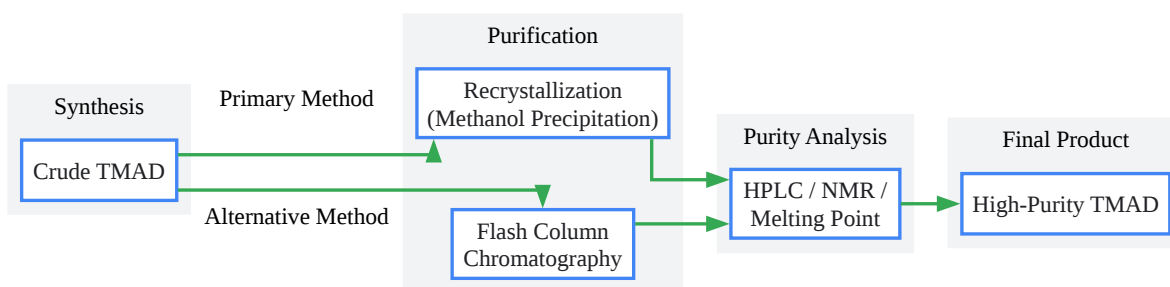 Purification
Recrystallization
(Methanol Precipitation)
Primary Method
Synthesis
Crude TMAD
Alternative Method
Flash Column
Chromatography
Purity Analysis
HPLC / NMR /
Melting Point
Final Product
High-Purity TMAD